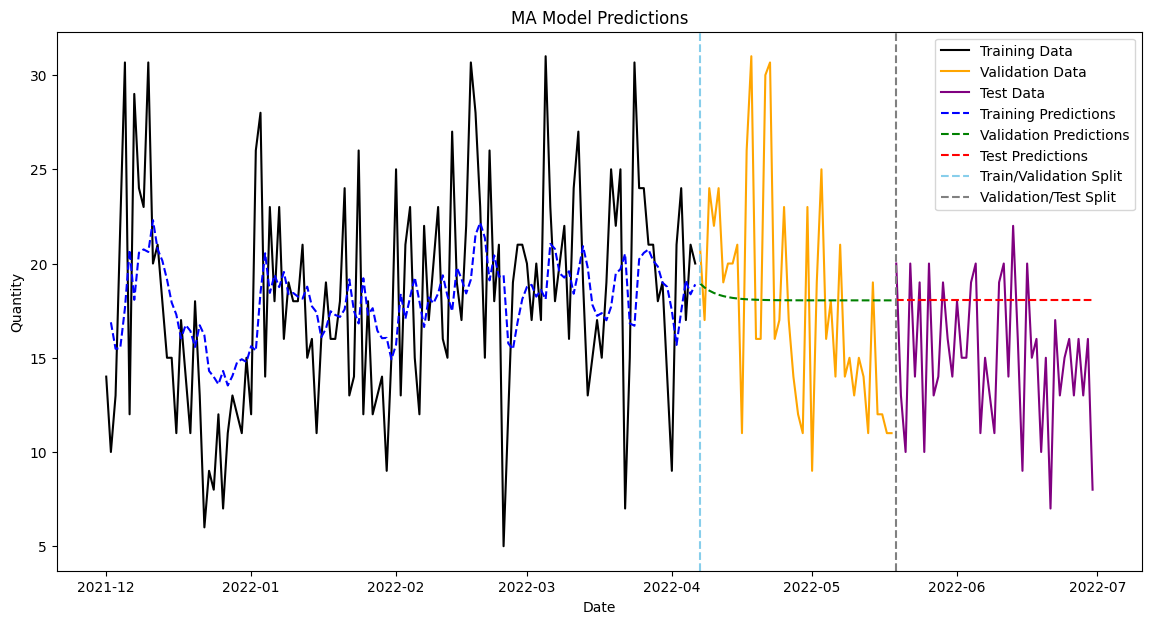 MA Model Predictions
Quantity
30
25
20
15
10
5
Training Data
Validation Data
Test Data
Training Predictions
Validation Predictions
Test Predictions
Train/Validation Split
Validation/Test Split
2021-12
2022-01
2022-02
2022-03
2022-04
2022-05
2022-06
2022-07
Date